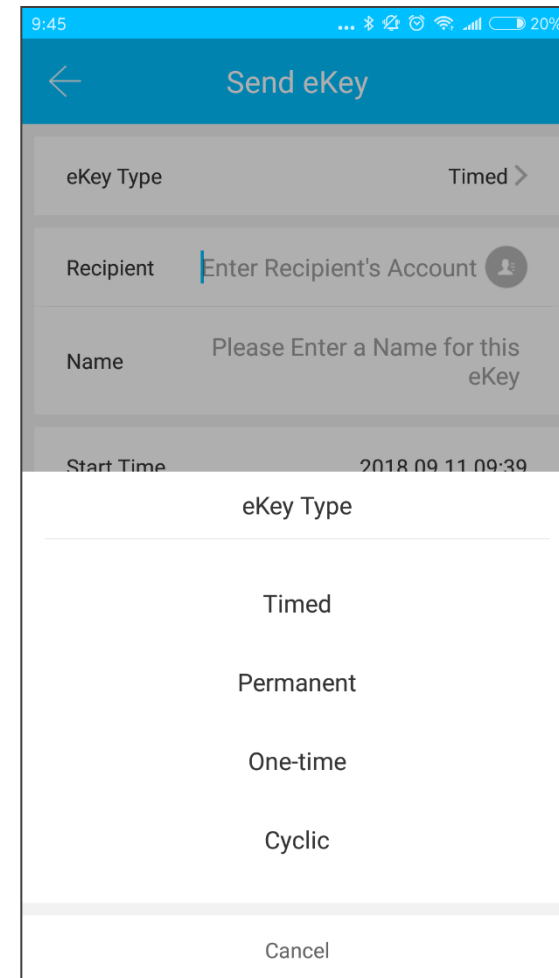 9:45 ... 20%
Send eKey
eKey Type Timed
Recipient Enter Recipient's Account
Name Please Enter a Name for this
eKey
Start Time 2018.09.11 09:39
eKey Type
Timed
Permanent
One-time
Cyclic
Cancel